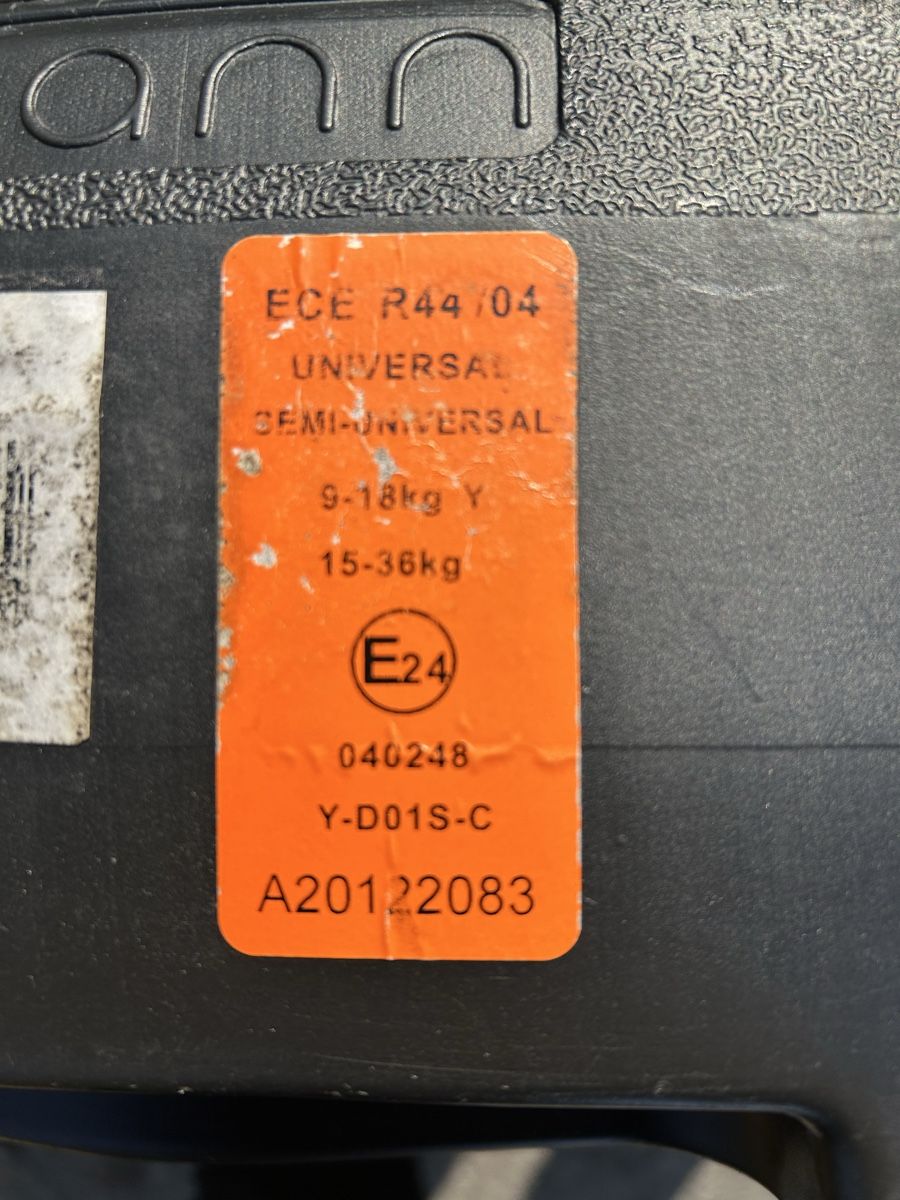 ann
ECE R44/04
UNIVERSAL
SEMI-UNIVERSAL
9-18kg Y
15-36kg
E24
040248
Y-D01S-C
A20122083